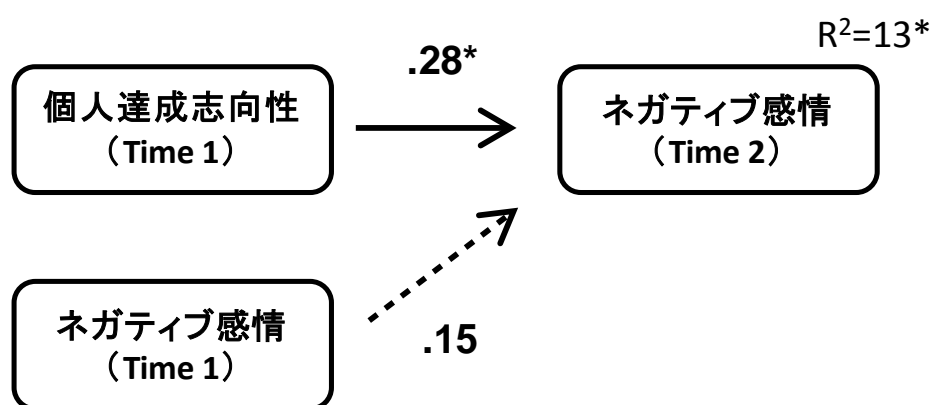 R²=13*
.28*
個人達成志向性
（Time 1）
ネガティブ感情
（Time 2）
ネガティブ感情
（Time 1）
.15